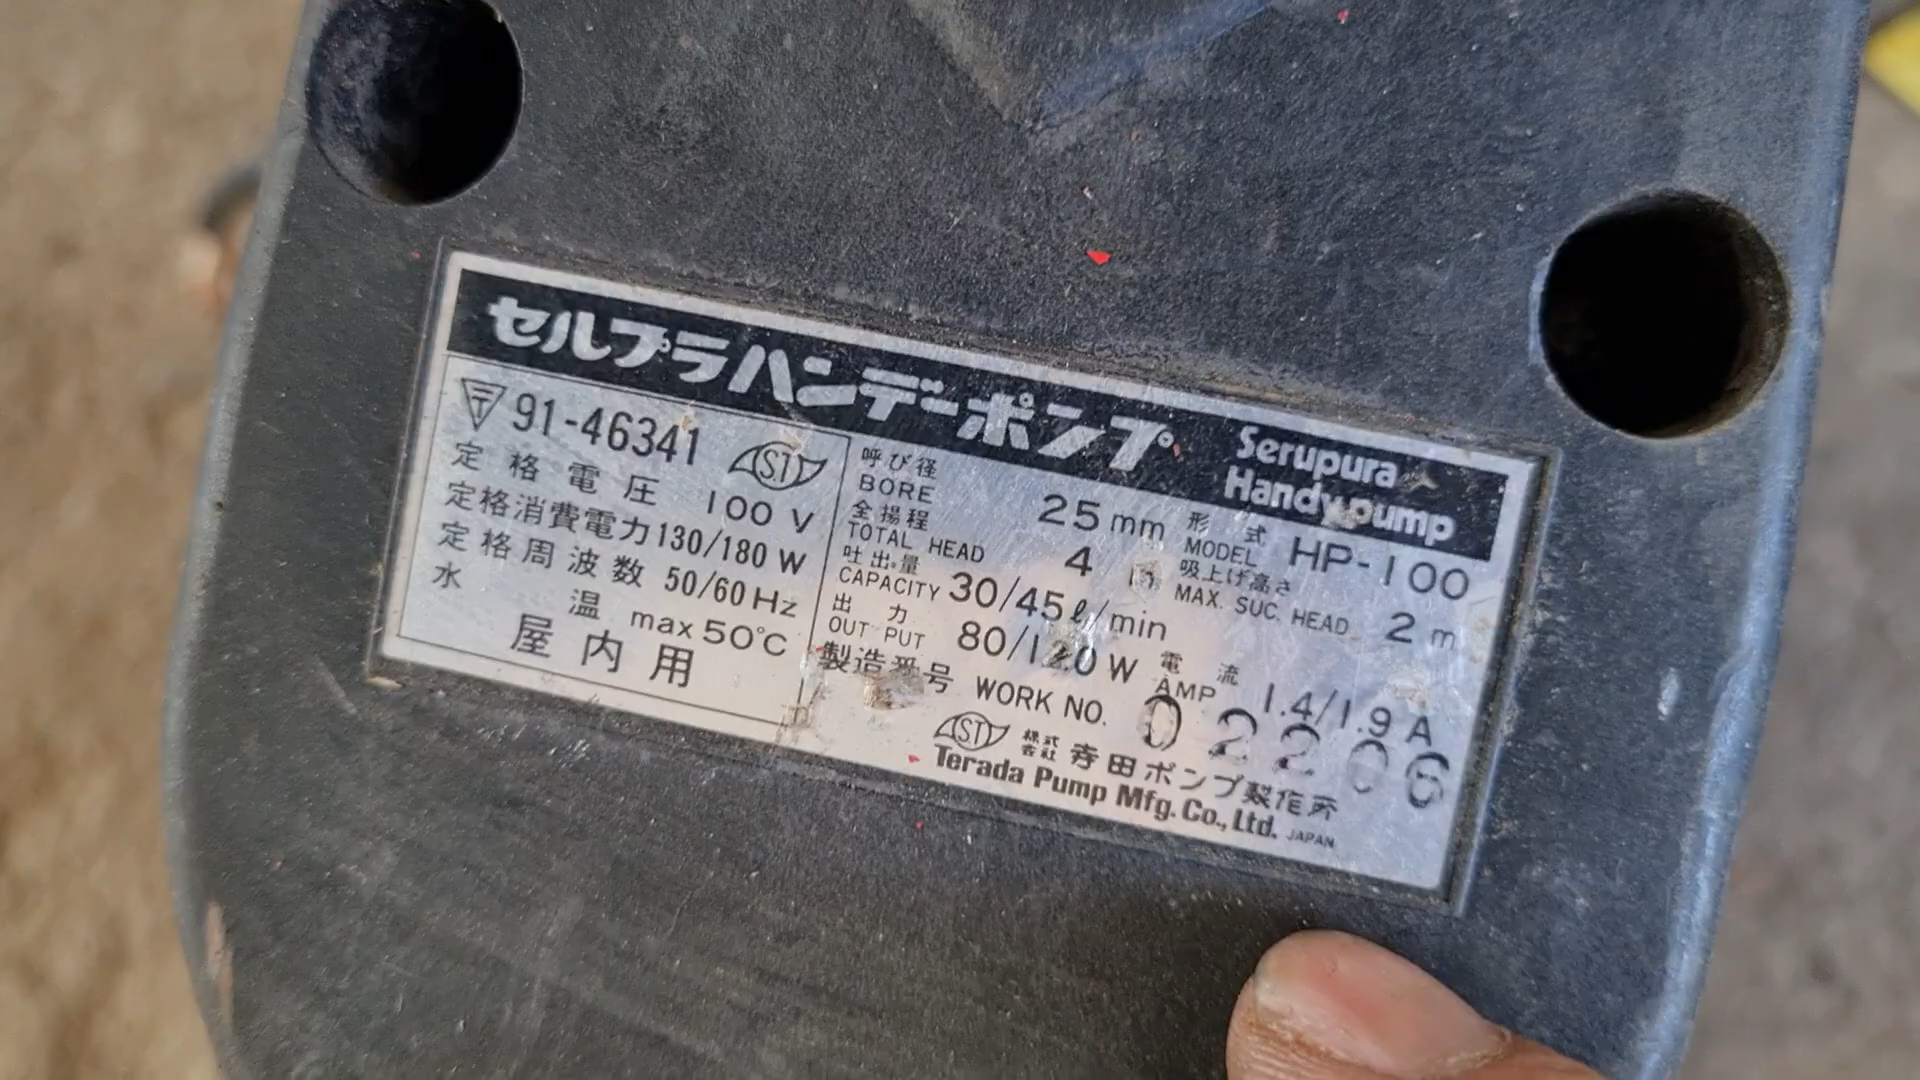 セルプラハンデーポンプ Serupura Handy pump
〒 91-46341 ST
定格電圧 100 V
定格消費電力 130/180 W
定格周波数 50/60 Hz
水温 max 50°C
屋内用
呼び径 BORE 25 mm
形式 MODEL HP-100
全揚程 TOTAL HEAD 4 m
吸上げ高さ MAX. SUC. HEAD 2 m
吐出量 CAPACITY 30/45 ℓ/min
出力 OUT PUT 80/120 W
電流 AMP 1.4/1.9 A
製造番号 WORK NO. 02206
ST 株式会社 寺田ポンプ製作所
Terada Pump Mfg. Co., Ltd. JAPAN